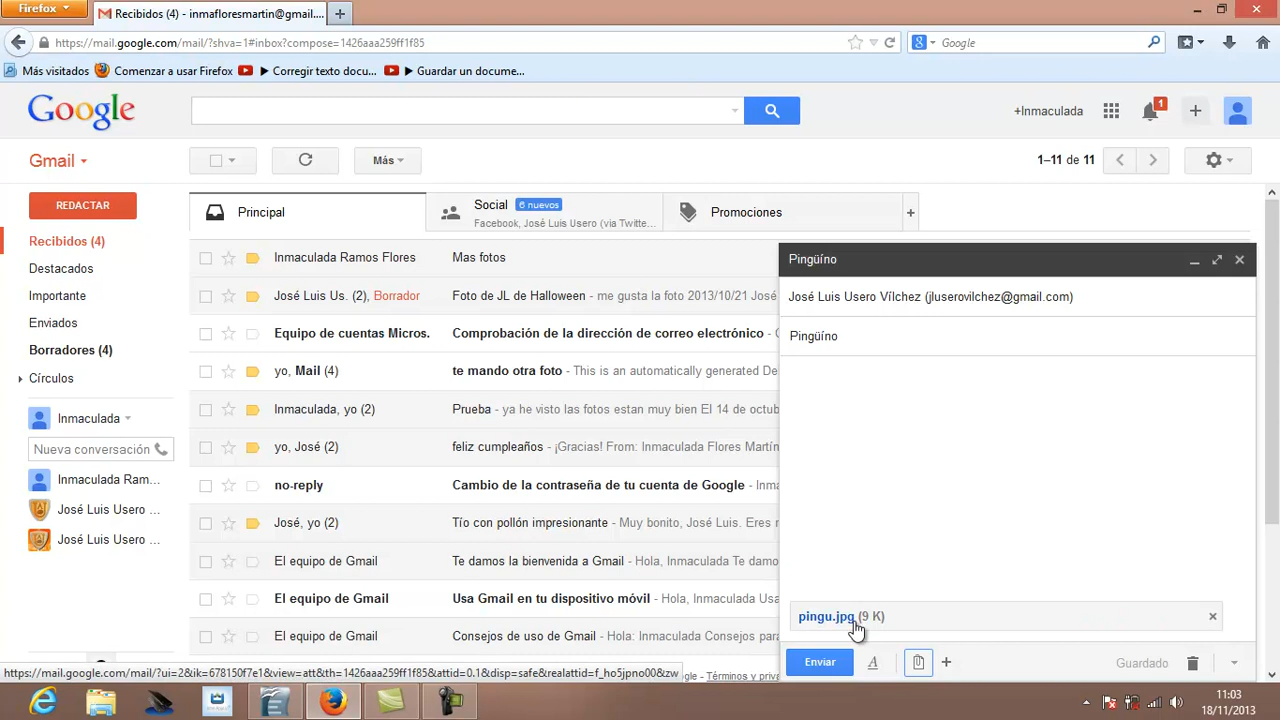 Firefox
Recibidos (4) - inmafloresmartin@gmail....
https://mail.google.com/mail/?shva=1#inbox?compose=1426aaa259ff1f85
Google
Más visitados
Comenzar a usar Firefox
Corregir texto docu...
Guardar un docume...
Google
+Inmaculada
1
Gmail
Más
1–11 de 11
REDACTAR
Principal
Social 6 nuevos
Facebook, José Luis Usero (via Twitte...
Promociones
Recibidos (4)
Destacados
Importante
Enviados
Borradores (4)
Círculos
Inmaculada
Nueva conversación
Inmaculada Ram...
José Luis Usero ...
José Luis Usero ...
Inmaculada Ramos Flores Mas fotos
José Luis Us. (2), Borrador Foto de JL de Halloween - me gusta la foto 2013/10/21 José
Equipo de cuentas Micros. Comprobación de la dirección de correo electrónico -
yo, Mail (4) te mando otra foto - This is an automatically generated De
Inmaculada, yo (2) Prueba - ya he visto las fotos estan muy bien El 14 de octub
yo, José (2) feliz cumpleaños - ¡Gracias! From: Inmaculada Flores Martín
no-reply Cambio de la contraseña de tu cuenta de Google - Inma
José, yo (2) Tío con pollón impresionante - Muy bonito, José Luis. Eres
El equipo de Gmail Te damos la bienvenida a Gmail - Hola, Inmaculada Te damo
El equipo de Gmail Usa Gmail en tu dispositivo móvil - Hola, Inmaculada Usa
El equipo de Gmail Consejos de uso de Gmail - Hola: Inmaculada Consejos para
Pingüíno
José Luis Usero Vílchez (jluserovilchez@gmail.com)
Pingüíno
pingu.jpg (9 K)
Enviar
Guardado
https://mail.google.com/mail/?ui=2&ik=678150f7e1&view=att&th=1426aaa259ff1f85&attid=0.1&disp=safe&realattid=f_ho5jpno00&zw
Google - Términos y priva
11:03
18/11/2013